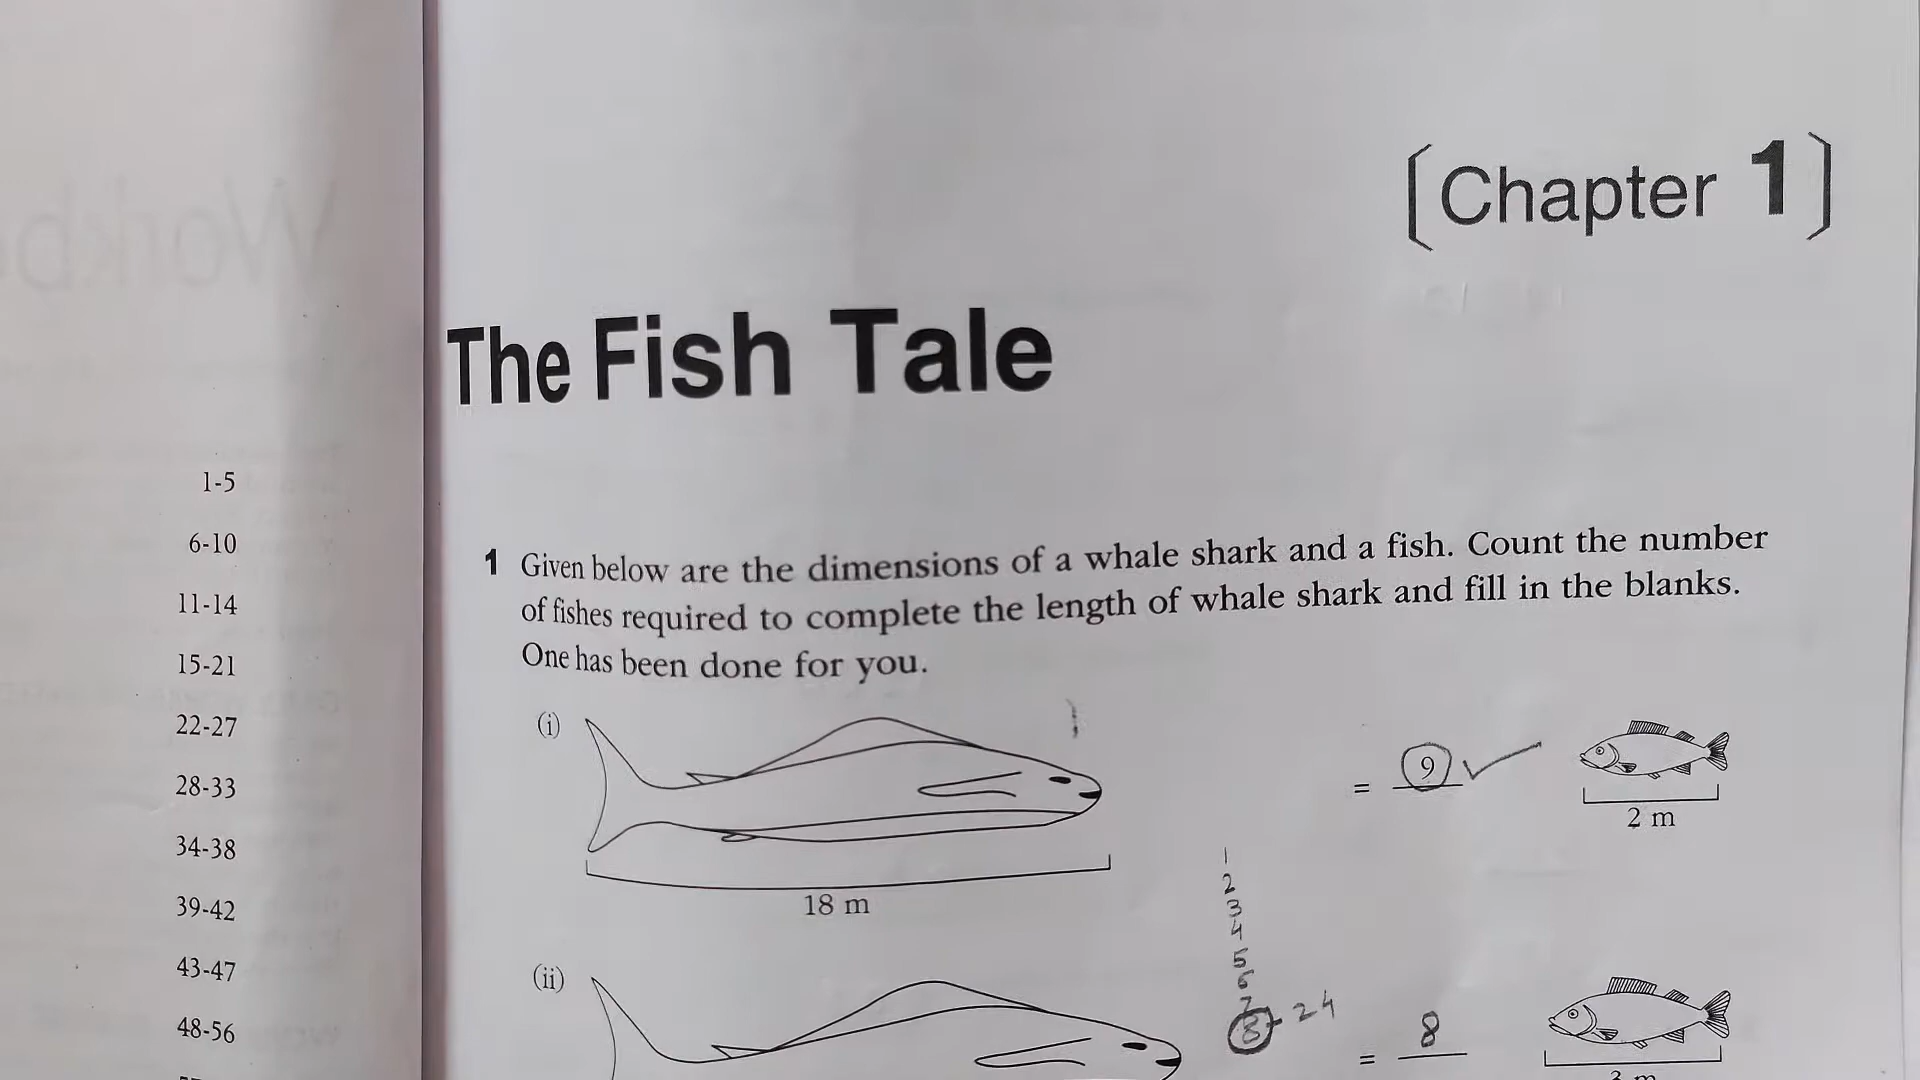 1-5
6-10
11-14
15-21
22-27
28-33
34-38
39-42
43-47
48-56
[Chapter 1]
The Fish Tale
1 Given below are the dimensions of a whale shark and a fish. Count the number
of fishes required to complete the length of whale shark and fill in the blanks.
One has been done for you.
(i)
= 9
2 m
18 m
1
2
3
4
5
6
7
8 - 24
(ii)
= 8
3 m